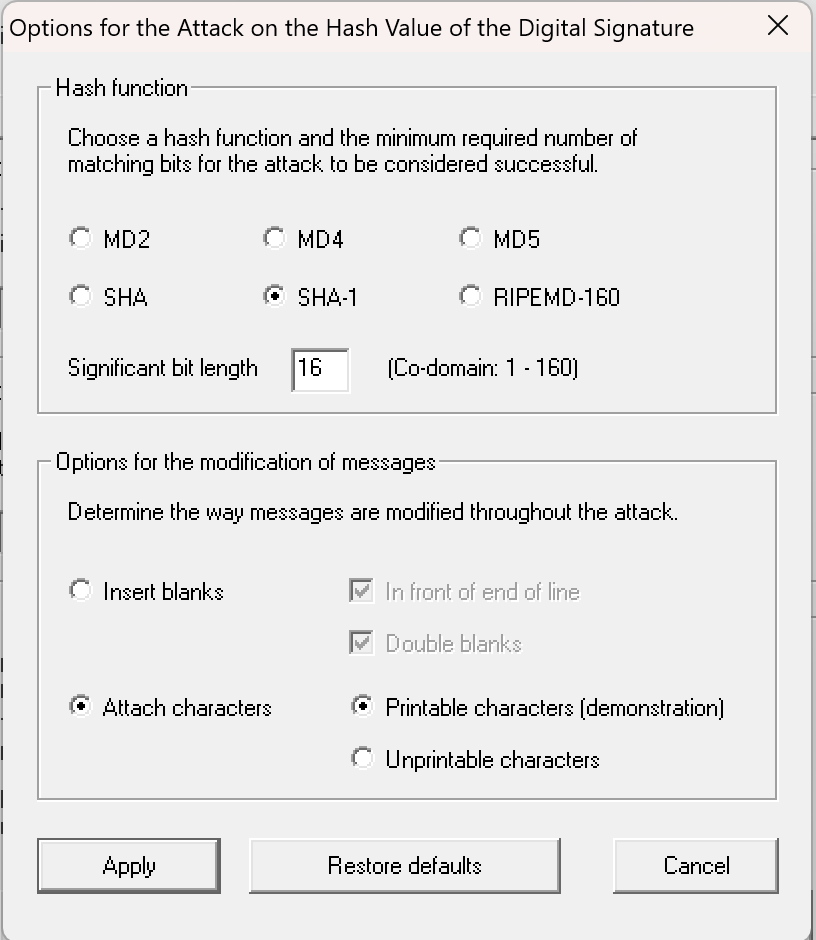 Options for the Attack on the Hash Value of the Digital Signature
Hash function
Choose a hash function and the minimum required number of
matching bits for the attack to be considered successful.
MD2 MD4 MD5
SHA SHA-1 RIPEMD-160
Significant bit length 16 (Co-domain: 1 - 160)
Options for the modification of messages
Determine the way messages are modified throughout the attack.
Insert blanks In front of end of line
Double blanks
Attach characters Printable characters (demonstration)
Unprintable characters
Apply Restore defaults Cancel